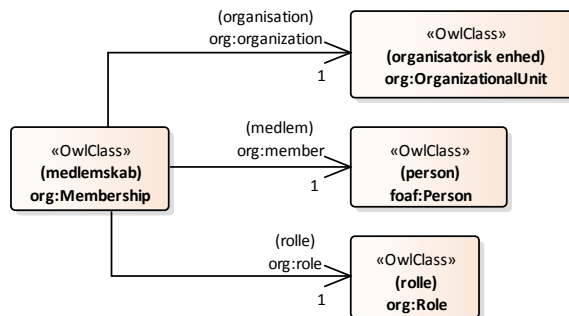 (organisation)
org:organization
1
«OwlClass»
(organisatorisk enhed)
org:OrganizationalUnit
«OwlClass»
(medlemskab)
org:Membership
(medlem)
org:member
1
«OwlClass»
(person)
foaf:Person
(rolle)
org:role
1
«OwlClass»
(rolle)
org:Role